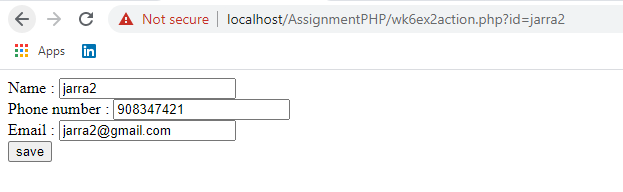 Not secure | localhost/AssignmentPHP/wk6ex2action.php?id=jarra2
Apps in
Name : jarra2
Phone number : 908347421
Email : jarra2@gmail.com
save